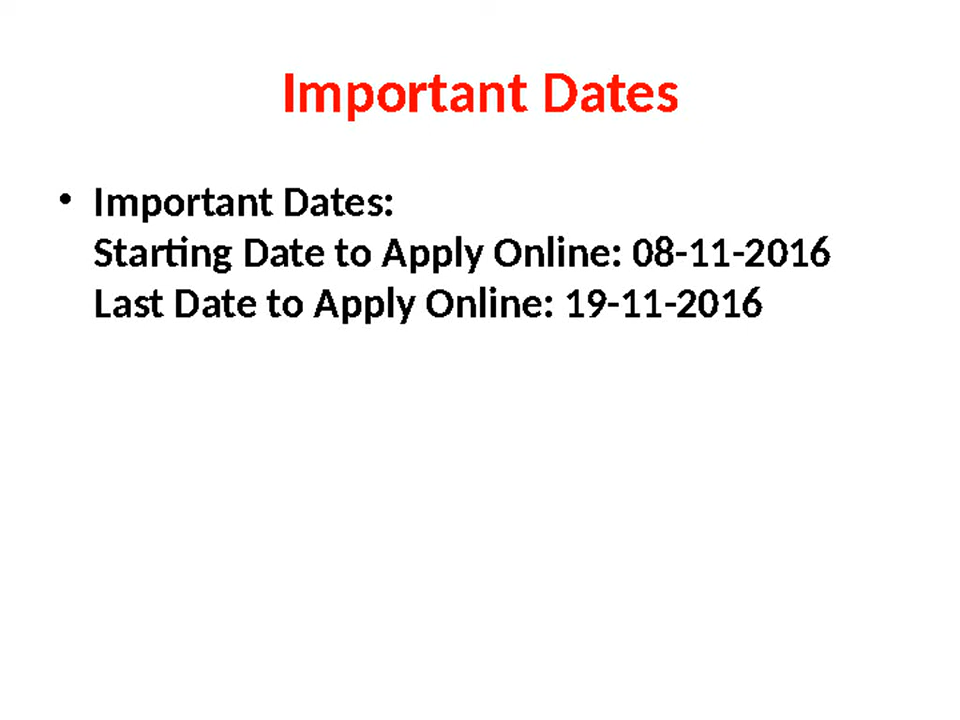 Important Dates
• Important Dates:
Starting Date to Apply Online: 08-11-2016
Last Date to Apply Online: 19-11-2016